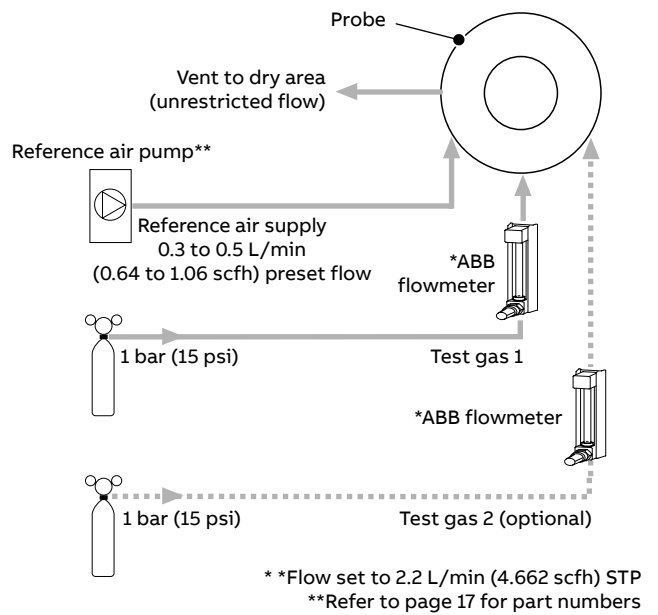 Probe
Vent to dry area
(unrestricted flow)
Reference air pump**
Reference air supply
0.3 to 0.5 L/min
(0.64 to 1.06 scfh) preset flow
*ABB
flowmeter
1 bar (15 psi)
Test gas 1
*ABB flowmeter
1 bar (15 psi)
Test gas 2 (optional)
* *Flow set to 2.2 L/min (4.662 scfh) STP
**Refer to page 17 for part numbers